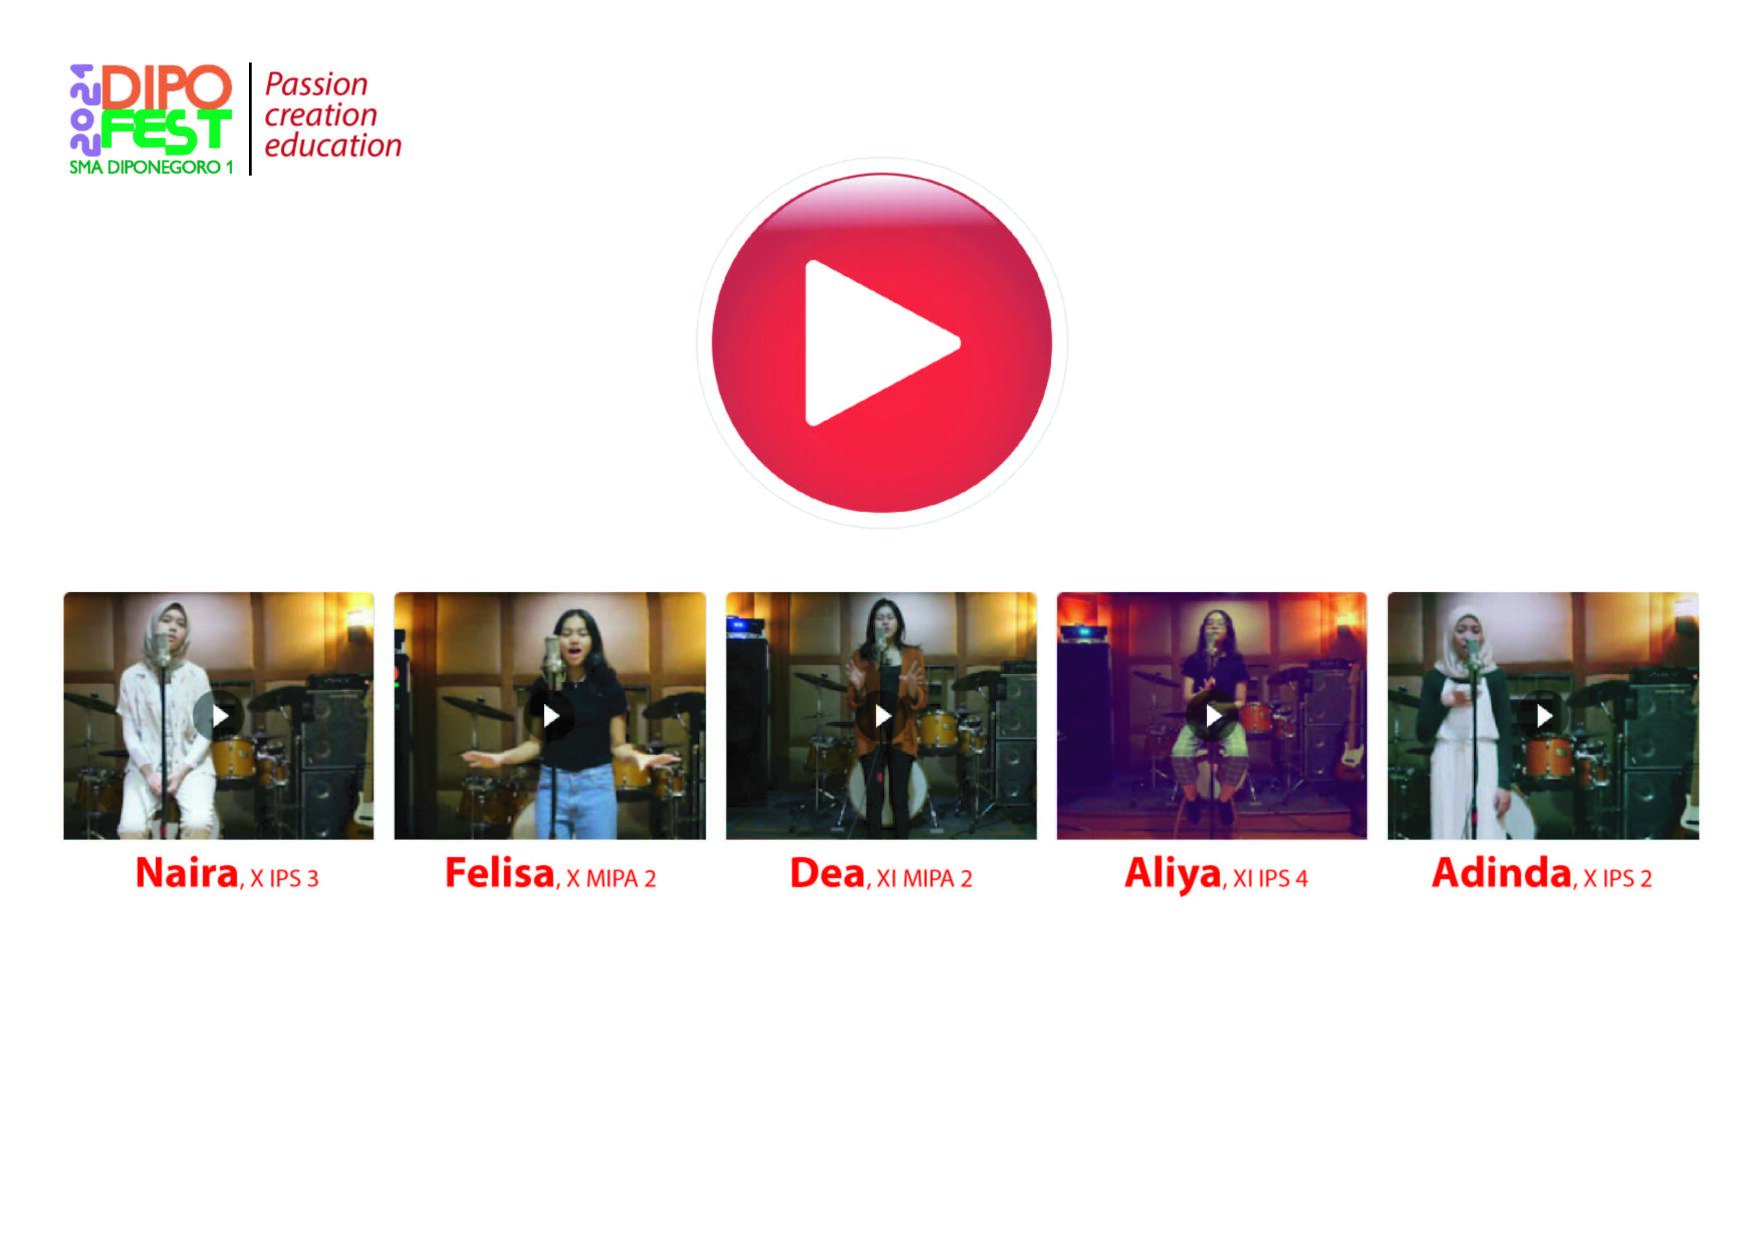 2021
DIPO
FEST
SMA DIPONEGORO 1
Passion
creation
education
Naira, X IPS 3
Felisa, X MIPA 2
Dea, XI MIPA 2
Aliya, XI IPS 4
Adinda, X IPS 2